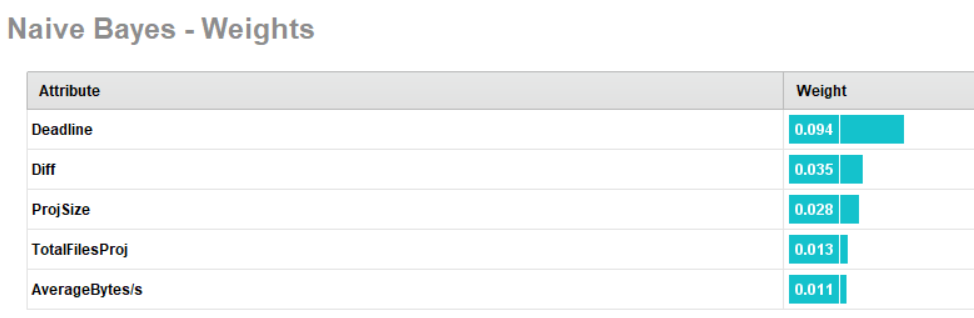 Naive Bayes - Weights
Attribute Weight
Deadline 0.094
Diff 0.035
ProjSize 0.028
TotalFilesProj 0.013
AverageBytes/s 0.011